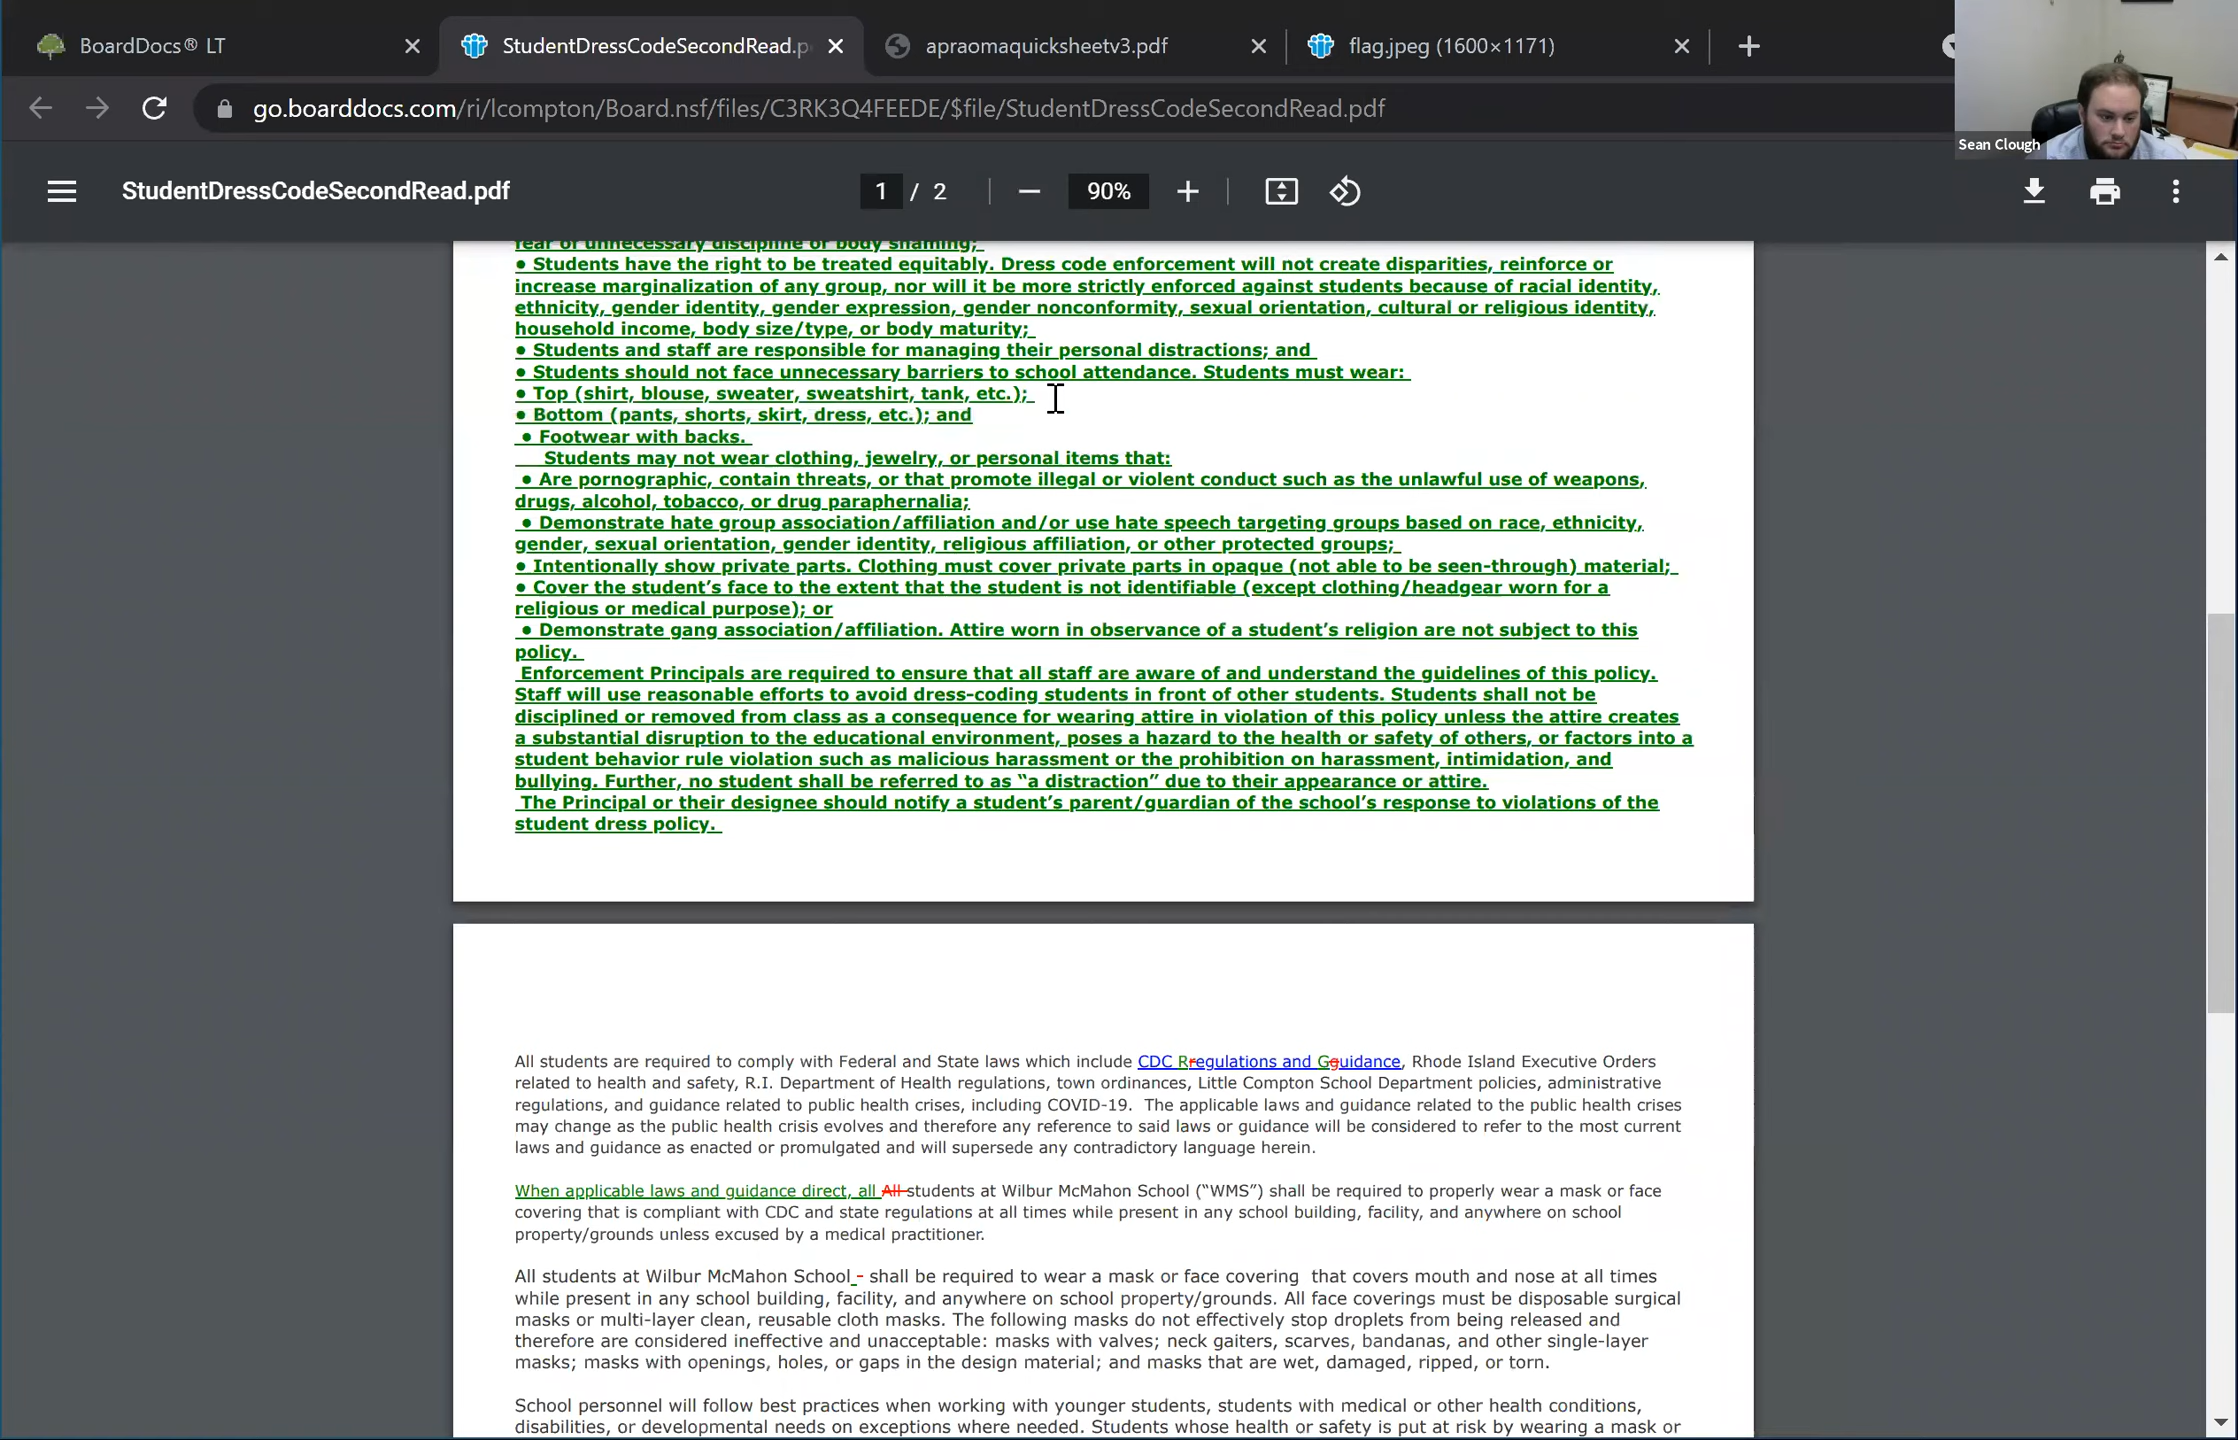 BoardDocs® LT
StudentDressCodeSecondRead.p
apraomaquicksheetv3.pdf
flag.jpeg (1600×1171)
go.boarddocs.com/ri/lcompton/Board.nsf/files/C3RK3Q4FEEDE/$file/StudentDressCodeSecondRead.pdf
Sean Clough
StudentDressCodeSecondRead.pdf
1 / 2
90%
fear of unnecessary discipline or body shaming;
● Students have the right to be treated equitably. Dress code enforcement will not create disparities, reinforce or
increase marginalization of any group, nor will it be more strictly enforced against students because of racial identity,
ethnicity, gender identity, gender expression, gender nonconformity, sexual orientation, cultural or religious identity,
household income, body size/type, or body maturity;
● Students and staff are responsible for managing their personal distractions; and
● Students should not face unnecessary barriers to school attendance. Students must wear:
● Top (shirt, blouse, sweater, sweatshirt, tank, etc.);
● Bottom (pants, shorts, skirt, dress, etc.); and
● Footwear with backs.
Students may not wear clothing, jewelry, or personal items that:
● Are pornographic, contain threats, or that promote illegal or violent conduct such as the unlawful use of weapons,
drugs, alcohol, tobacco, or drug paraphernalia;
● Demonstrate hate group association/affiliation and/or use hate speech targeting groups based on race, ethnicity,
gender, sexual orientation, gender identity, religious affiliation, or other protected groups;
● Intentionally show private parts. Clothing must cover private parts in opaque (not able to be seen-through) material;
● Cover the student's face to the extent that the student is not identifiable (except clothing/headgear worn for a
religious or medical purpose); or
● Demonstrate gang association/affiliation. Attire worn in observance of a student's religion are not subject to this
policy.
Enforcement Principals are required to ensure that all staff are aware of and understand the guidelines of this policy.
Staff will use reasonable efforts to avoid dress-coding students in front of other students. Students shall not be
disciplined or removed from class as a consequence for wearing attire in violation of this policy unless the attire creates
a substantial disruption to the educational environment, poses a hazard to the health or safety of others, or factors into a
student behavior rule violation such as malicious harassment or the prohibition on harassment, intimidation, and
bullying. Further, no student shall be referred to as “a distraction” due to their appearance or attire.
The Principal or their designee should notify a student's parent/guardian of the school's response to violations of the
student dress policy.
All students are required to comply with Federal and State laws which include CDC Rregulations and Gguidance, Rhode Island Executive Orders
related to health and safety, R.I. Department of Health regulations, town ordinances, Little Compton School Department policies, administrative
regulations, and guidance related to public health crises, including COVID-19. The applicable laws and guidance related to the public health crises
may change as the public health crisis evolves and therefore any reference to said laws or guidance will be considered to refer to the most current
laws and guidance as enacted or promulgated and will supersede any contradictory language herein.
When applicable laws and guidance direct, all All students at Wilbur McMahon School (“WMS”) shall be required to properly wear a mask or face
covering that is compliant with CDC and state regulations at all times while present in any school building, facility, and anywhere on school
property/grounds unless excused by a medical practitioner.
All students at Wilbur McMahon School - shall be required to wear a mask or face covering that covers mouth and nose at all times
while present in any school building, facility, and anywhere on school property/grounds. All face coverings must be disposable surgical
masks or multi-layer clean, reusable cloth masks. The following masks do not effectively stop droplets from being released and
therefore are considered ineffective and unacceptable: masks with valves; neck gaiters, scarves, bandanas, and other single-layer
masks; masks with openings, holes, or gaps in the design material; and masks that are wet, damaged, ripped, or torn.
School personnel will follow best practices when working with younger students, students with medical or other health conditions,
disabilities, or developmental needs on exceptions where needed. Students whose health or safety is put at risk by wearing a mask or